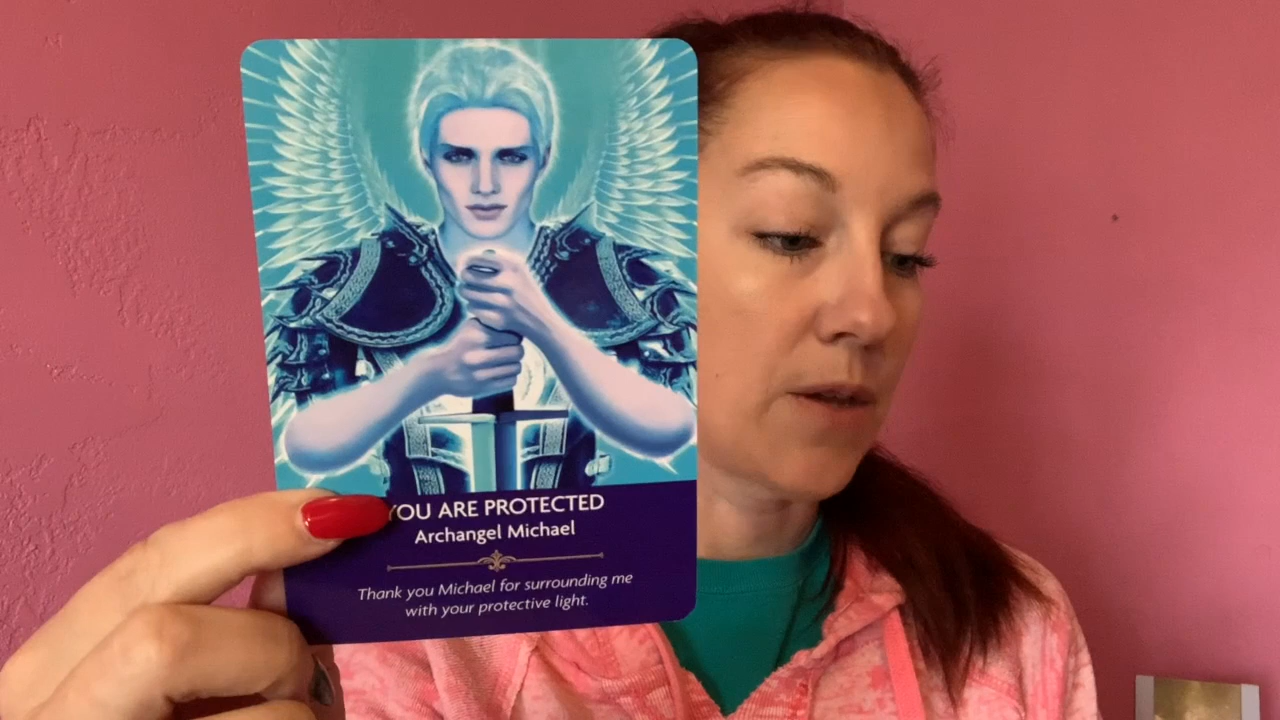 YOU ARE PROTECTED
Archangel Michael
Thank you Michael for surrounding me
with your protective light.